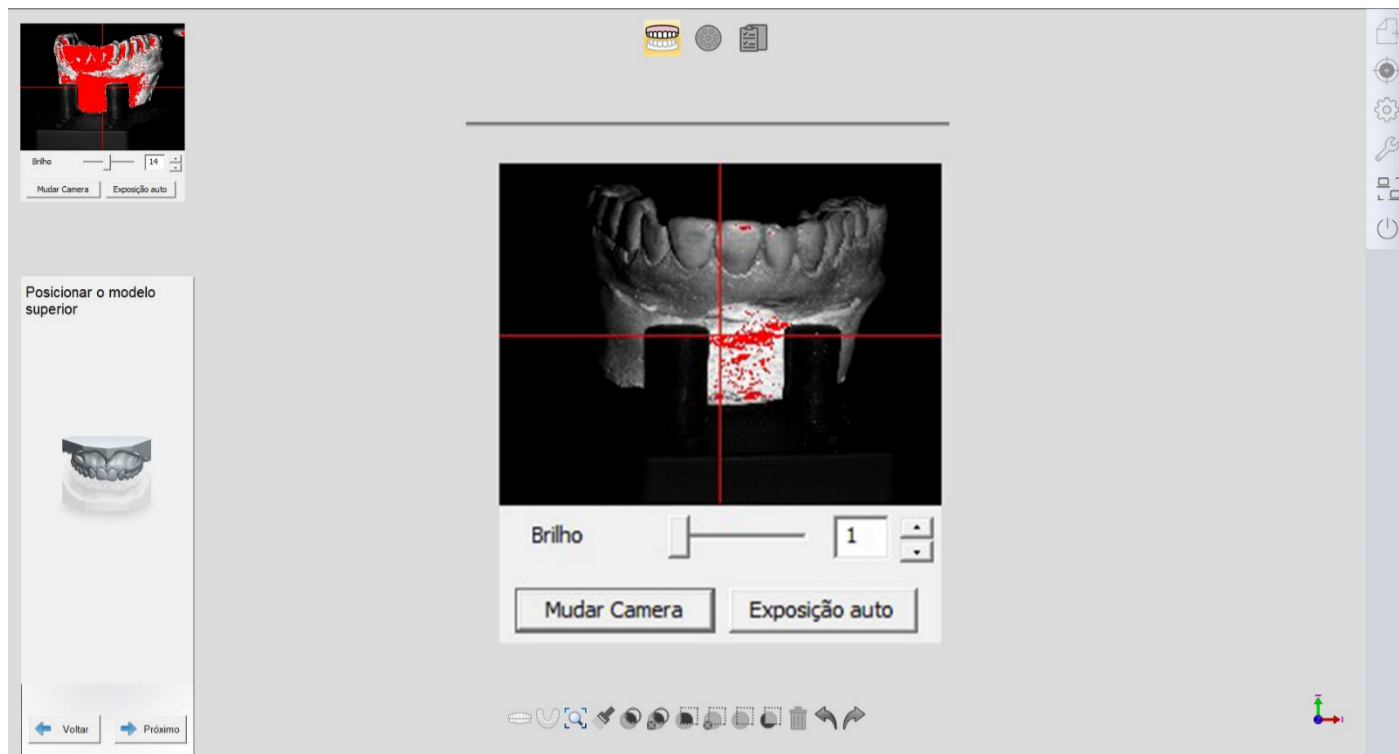 Brilho
14
Mudar Camera
Exposição auto
Posicionar o modelo
superior
Brilho
1
Mudar Camera
Exposição auto
Voltar
Próximo